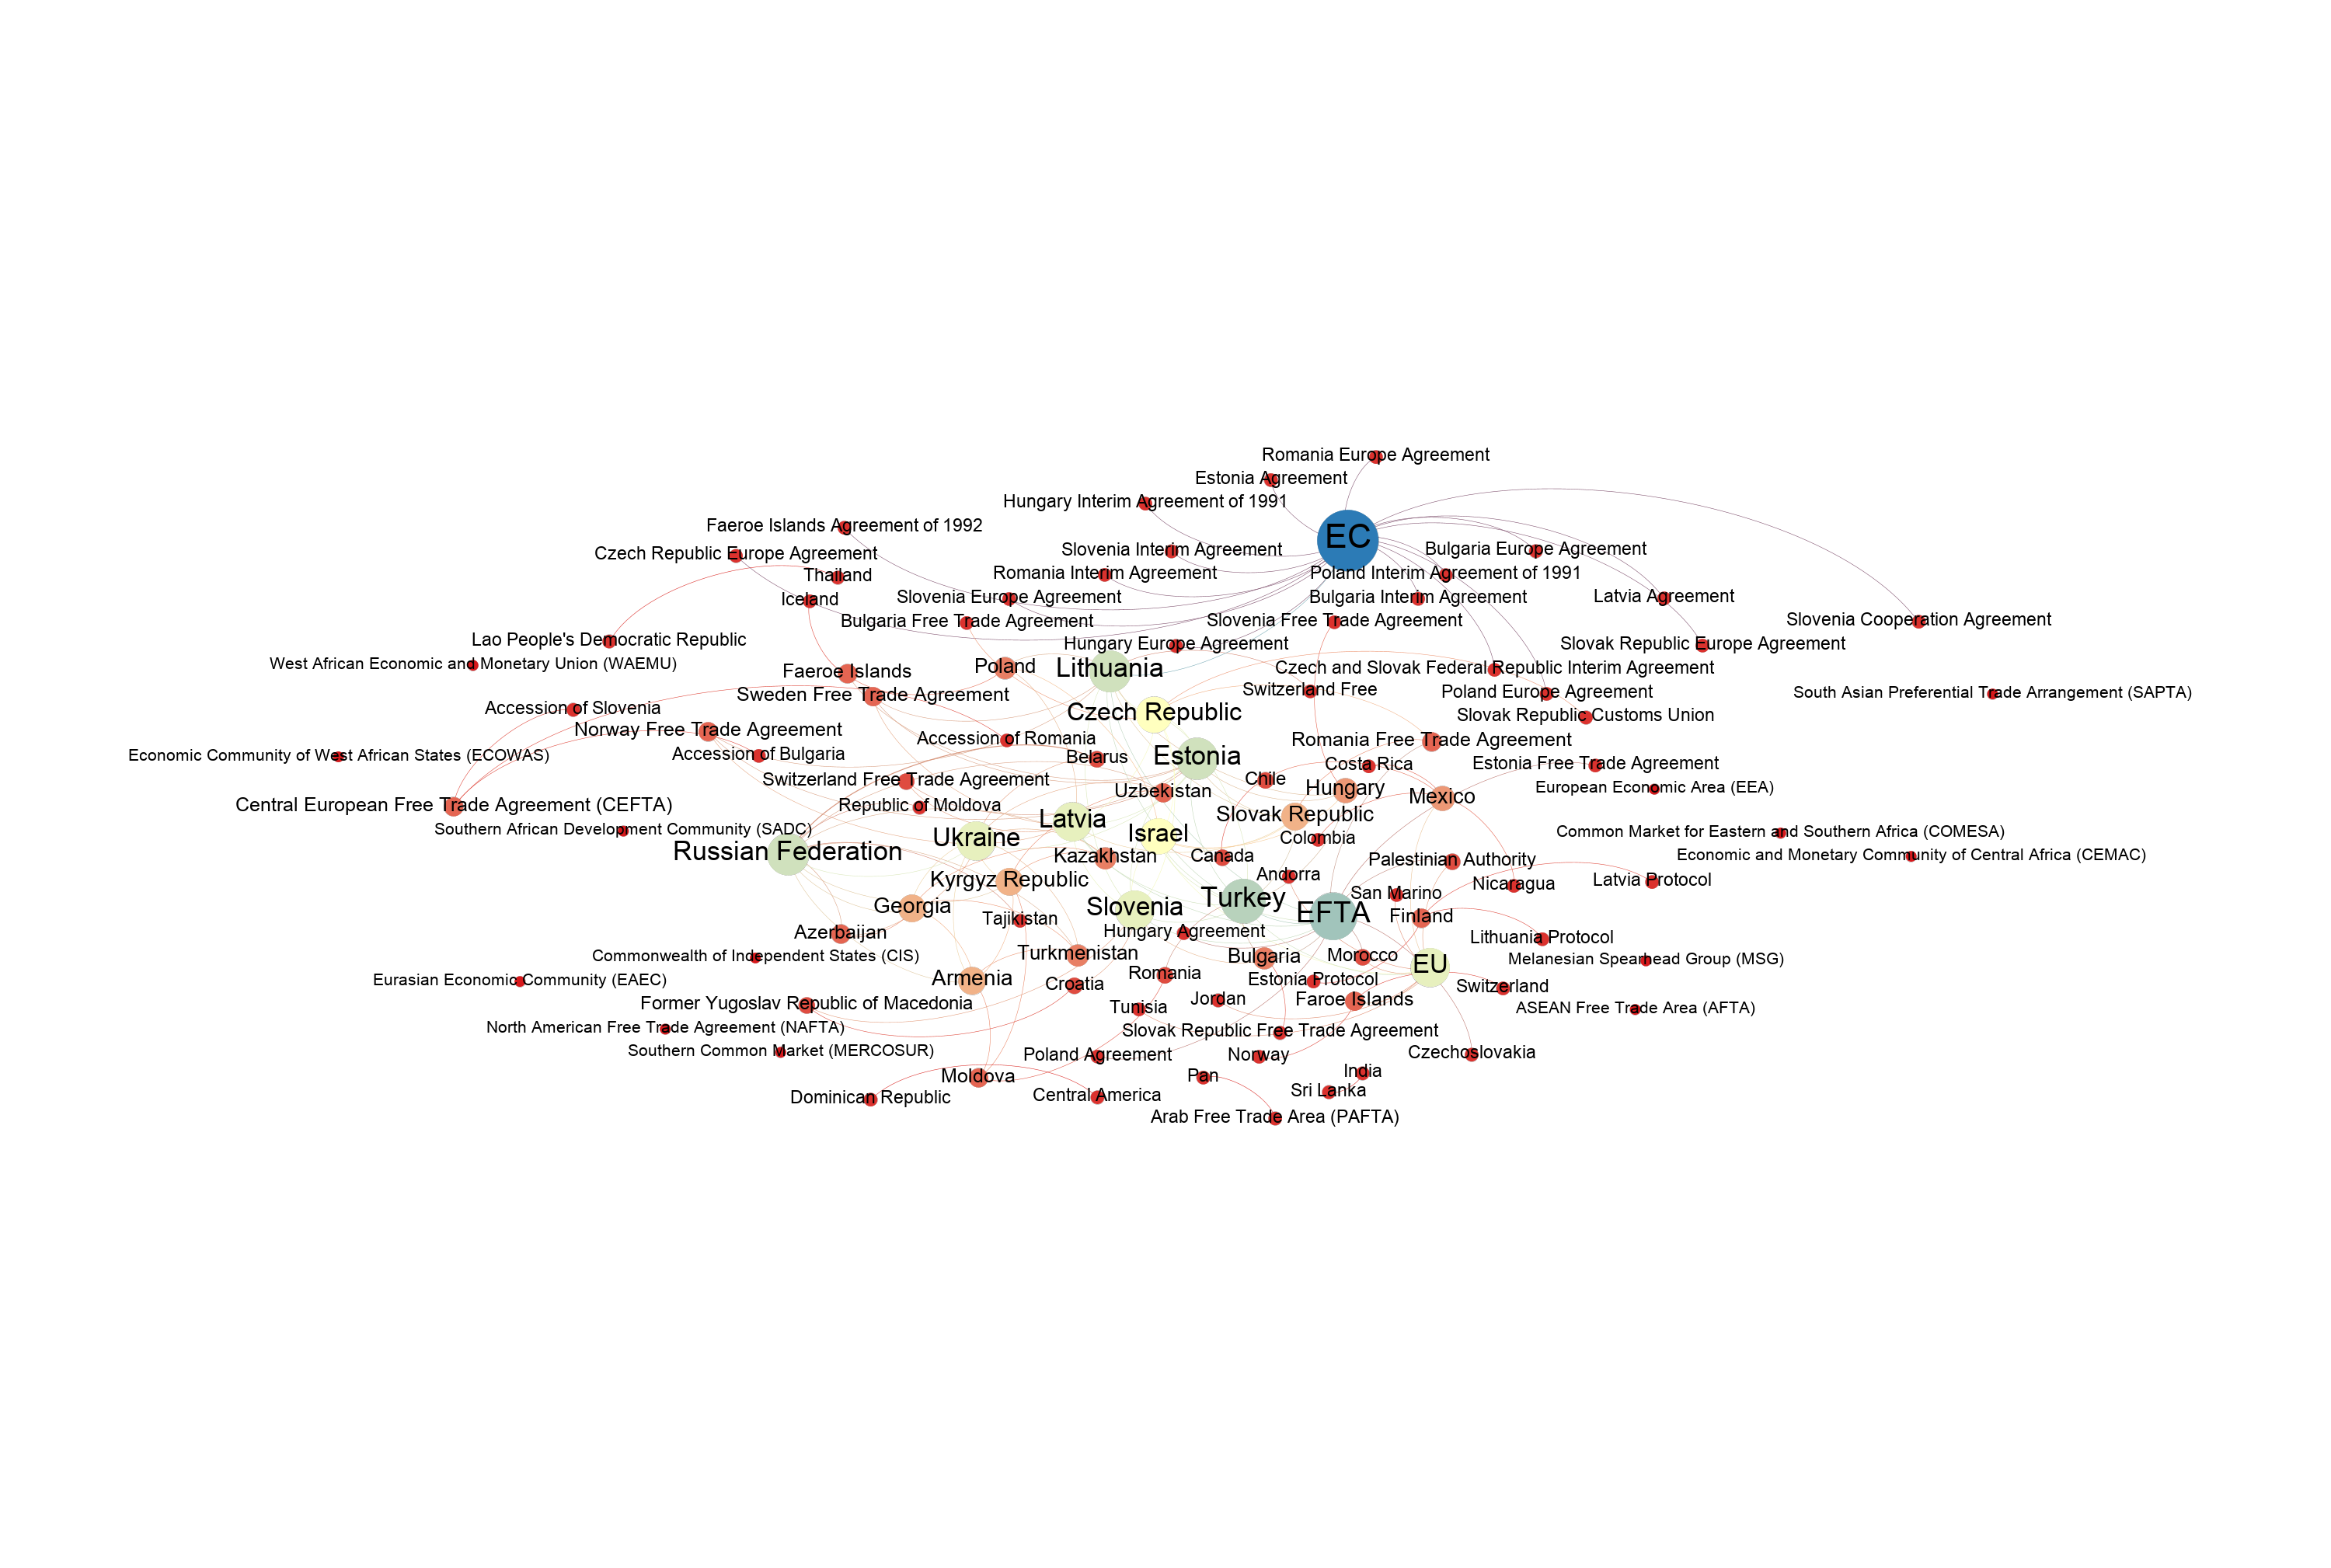 Romania Europe Agreement
Estonia Agreement
Hungary Interim Agreement of 1991
Faeroe Islands Agreement of 1992
EC
Czech Republic Europe Agreement
Slovenia Interim Agreement
Bulgaria Europe Agreement
Thailand
Romania Interim Agreement
Poland Interim Agreement of 1991
Iceland
Slovenia Europe Agreement
Bulgaria Interim Agreement
Latvia Agreement
Bulgaria Free Trade Agreement
Slovenia Free Trade Agreement
Slovenia Cooperation Agreement
Lao People's Democratic Republic
Hungary Europe Agreement
Slovak Republic Europe Agreement
West African Economic and Monetary Union (WAEMU)
Faeroe Islands
Poland
Lithuania
Czech and Slovak Federal Republic Interim Agreement
Sweden Free Trade Agreement
Switzerland Free
Poland Europe Agreement
South Asian Preferential Trade Arrangement (SAPTA)
Accession of Slovenia
Czech Republic
Slovak Republic Customs Union
Norway Free Trade Agreement
Accession of Romania
Romania Free Trade Agreement
Economic Community of West African States (ECOWAS)
Accession of Bulgaria
Belarus
Estonia
Costa Rica
Estonia Free Trade Agreement
Switzerland Free Trade Agreement
Uzbekistan
Chile
Hungary
Mexico
European Economic Area (EEA)
Central European Free Trade Agreement (CEFTA)
Republic of Moldova
Latvia
Slovak Republic
Southern African Development Community (SADC)
Ukraine
Israel
Colombia
Common Market for Eastern and Southern Africa (COMESA)
Russian Federation
Kazakhstan
Canada
Palestinian Authority
Economic and Monetary Community of Central Africa (CEMAC)
Kyrgyz Republic
Andorra
San Marino
Nicaragua
Latvia Protocol
Georgia
Tajikistan
Slovenia
Turkey
EFTA
Finland
Azerbaijan
Hungary Agreement
Lithuania Protocol
Commonwealth of Independent States (CIS)
Turkmenistan
Bulgaria
Morocco
EU
Melanesian Spearhead Group (MSG)
Eurasian Economic Community (EAEC)
Armenia
Croatia
Romania
Estonia Protocol
Switzerland
Former Yugoslav Republic of Macedonia
Tunisia
Jordan
Faroe Islands
ASEAN Free Trade Area (AFTA)
North American Free Trade Agreement (NAFTA)
Slovak Republic Free Trade Agreement
Southern Common Market (MERCOSUR)
Poland Agreement
Norway
Czechoslovakia
Moldova
Pan
India
Dominican Republic
Central America
Sri Lanka
Arab Free Trade Area (PAFTA)